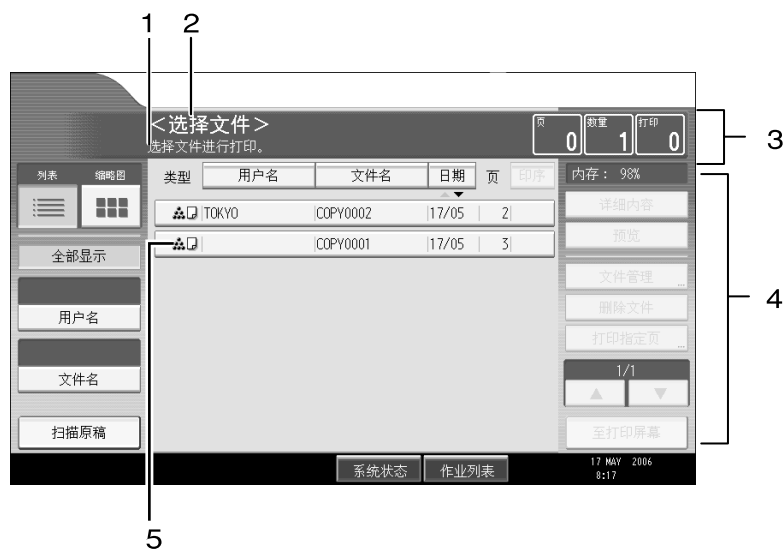 1 2
<选择文件>
选择文件进行打印。
页 0 数量 1 打印 0
3
列表 缩略图
类型 用户名 文件名 日期 页 印序
内存： 98%
TOKYO COPY0002 17/05 2
详细内容
COPY0001 17/05 3
预览
5
全部显示
文件管理 ...
4
用户名
删除文件
打印指定页 ...
文件名
1/1
扫描原稿
至打印屏幕
系统状态 作业列表
17 MAY 2006
8:17